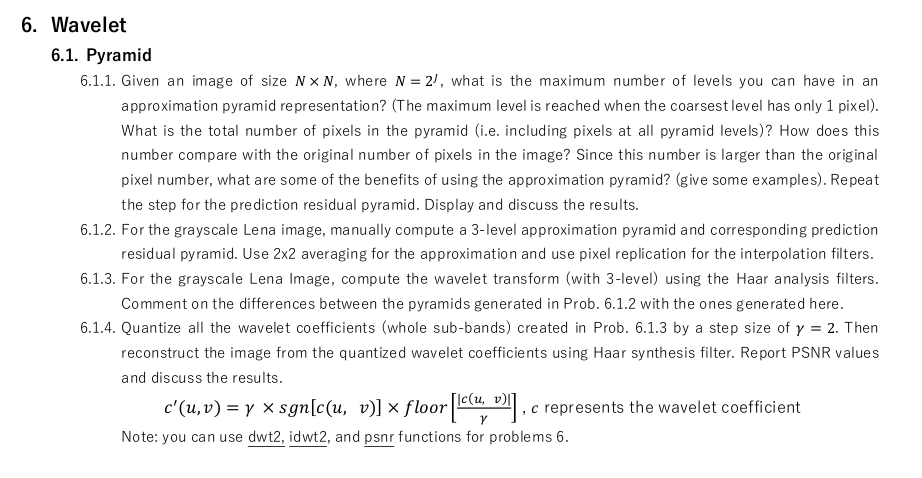 6. Wavelet
6.1. Pyramid
6.1.1. Given an image of size N × N, where N = 2^J, what is the maximum number of levels you can have in an
approximation pyramid representation? (The maximum level is reached when the coarsest level has only 1 pixel).
What is the total number of pixels in the pyramid (i.e. including pixels at all pyramid levels)? How does this
number compare with the original number of pixels in the image? Since this number is larger than the original
pixel number, what are some of the benefits of using the approximation pyramid? (give some examples). Repeat
the step for the prediction residual pyramid. Display and discuss the results.
6.1.2. For the grayscale Lena image, manually compute a 3-level approximation pyramid and corresponding prediction
residual pyramid. Use 2x2 averaging for the approximation and use pixel replication for the interpolation filters.
6.1.3. For the grayscale Lena Image, compute the wavelet transform (with 3-level) using the Haar analysis filters.
Comment on the differences between the pyramids generated in Prob. 6.1.2 with the ones generated here.
6.1.4. Quantize all the wavelet coefficients (whole sub-bands) created in Prob. 6.1.3 by a step size of γ = 2. Then
reconstruct the image from the quantized wavelet coefficients using Haar synthesis filter. Report PSNR values
and discuss the results.
c′(u, v) = γ × sgn[c(u, v)] × floor[|c(u, v)|/γ], c represents the wavelet coefficient
Note: you can use dwt2, idwt2, and psnr functions for problems 6.